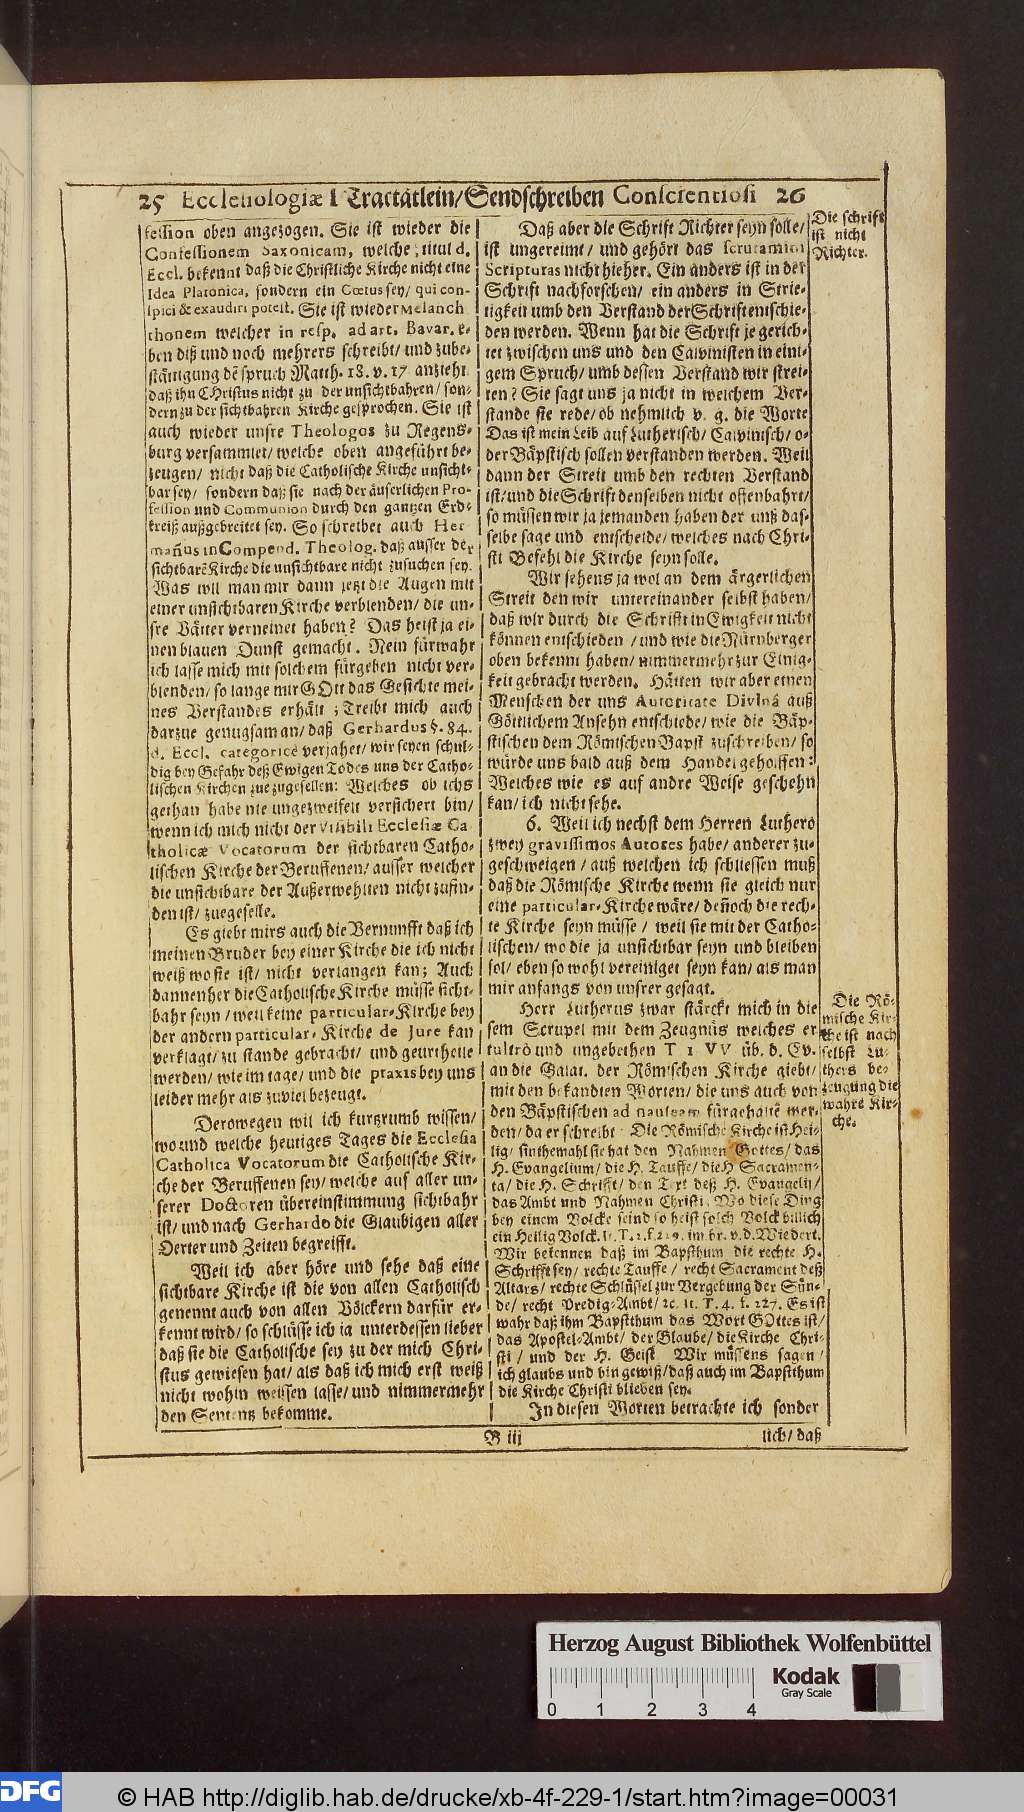 25 Ecclesiologiæ I Tractätlein/Sendschreiben Conscientiosi 26
fession oben angezogen. Sie ist wieder die
Confessionem Saxonicam, welche, titul d.
Eccl. bekennt daß die Christliche Kirche nicht eine
Idea Platonica, sondern ein Cœtus sey/ qui con-
spici & exaudiri potest. Sie ist wieder Melanch
thonem welcher in resp. ad art. Bavar. e-
ben diß und noch mehrers schreibt/ und zube-
stättigung dē spruch Matth. 18. v. 17 anzieht
daß ihn CHristus nicht zu der unsichtbahren/ son-
dern zu der sichtbahren Kirche gesprochen. Sie ist
auch wieder unsre Theologos zu Regens-
burg versammlet/ welche oben angeführt be-
zeugen/ nicht daß die Catholische Kirche unsicht-
bar sey/ sondern daß sie nach der äuserlichen Pro-
fession und Communion durch den gantzen Erd-
kreiß außgebreitet sey. So schreibet auch Her
mañus in Compend. Theolog. daß ausser der
sichtbarē Kirche die unsichtbare nicht zusuchen sey.
Was will man mir dann jetzt die Augen mit
einer unsichtbaren Kirche verblenden/ die un-
sre Vätter verneinet haben? Das heist ja ei-
nen blauen Dunst gemacht. Nein fürwahr
ich lasse mich mit solchem fürgeben nicht ver-
blenden/ so lange mir GOtt das Gesichte mei-
nes Verstandes erhält; Treibt mich auch
darzue genugsam an/ daß Gerhardus §. 84.
d. Eccl. categoricè verjahet/ wir seyen schul-
dig bey Gefahr deß Ewigen Todes uns der Catho-
lischen Kirchen zue zugesellen: Welches ob ichs
gethan habe nie ungezweifelt versichert bin/
wenn ich mich nicht der Visibili Ecclesiæ Ca
tholicæ Vocatorum der sichtbaren Catho-
lischen Kirche der Beruffenen/ ausser welcher
die unsichtbare der Außerwehlten nicht zufin-
den ist/ zuegeselle.
Es giebt mirs auch die Vernunfft daß ich
meinen Bruder bey einer Kirche die ich nicht
weiß wo sie ist/ nicht verlangen kan; Auch
dannenher die Catholische Kirche müsse sicht-
bahr seyn/ weil keine particular-Kirche bey
der andern particular-Kirche de Jure kan
verklagt/ zu stande gebracht/ und geurtheile
werden/ wie im tage/ und die praxis bey uns
leider mehr als zuviel bezeugt.
Derowegen wil ich kurtzrumb wissen/
wo und welche heutiges Tages die Ecclesia
Catholica Vocatorum die Catholische Kir-
che der Beruffenen sey/ welche auf aller un-
serer Doctoren übereinstimmung sichtbahr
ist/ und nach Gerhardo die Glaubigen aller
Oerter und Zeiten begreifft.
Weil ich aber höre und sehe daß eine
sichtbare Kirche ist die von allen Catholisch
genennt auch von allen Völckern darfür er-
kennt wird/ so schlüsse ich ja unterdessen lieber
daß sie die Catholische sey zu der mich Chri-
stus gewiesen hat/ als daß ich mich erst weiß
nicht wohin weisen lasse/ und nimmermehr
den Sententz bekomme.
Daß aber die Schrift Richter seyn solle/
ist ungereimt/ und gehört das scrutamini
Scripturas nicht hieher. Ein anders ist in der
Schrift nachforschen/ ein anders in Strie-
tigkeit umb den Verstand der Schrift entschie-
den werden. Wenn hat die Schrift je gerich-
tet zwischen uns und den Calvinisten in eini-
gem Spruch/ umb dessen Verstand wir strei-
ten? Sie sagt uns ja nicht in welchem Ver-
stande sie rede/ ob nehmlich v. g. die Worte
Das ist mein Leib auf Lutherisch/ Calvinisch/ o-
der Bäpstisch sollen verstanden werden. Weil
dann der Streit umb den rechten Verstand
ist/ und die Schrift denselben nicht offenbahrt/
so müssen wir ja jemanden haben der unß das-
selbe sage und entscheide/ welches nach Chri-
sti Befehl die Kirche seyn solle.
Wir sehens ja wol an dem ärgerlichen
Streit den wir untereinander selbst haben/
daß wir durch die Schrifft in Ewigkeit nicht
können entschieden/ und wie die Nürnberger
oben bekennt haben/ nimmermehr zur Einig-
keit gebracht werden. Hätten wir aber einen
Menschen der uns Autoritate Divinâ auß
Göttlichem Ansehn entschiede/ wie die Bäp-
stischen dem Römischen Bapst zuschreiben/ so
würde uns bald auß dem Handel geholffen:
Welches wie es auf andre Weise geschehn
kan/ ich nicht sehe.
6. Weil ich nechst dem Herren Luthero
zwey gravissimos Autores habe/ anderer zu-
geschweigen/ auß welchen ich schliessen muß
daß die Römische Kirche wenn sie gleich nur
eine particular-Kirche wäre/ deñoch die rech-
te Kirche seyn müsse/ weil sie mit der Catho-
lischen/ wo die ja unsichtbar seyn und bleiben
sol/ eben so wohl vereiniget seyn kan/ als man
mir anfangs von unsrer gesagt.
Herr Lutherus zwar stärckt mich in die
sem Scrupel mit dem Zeugnüs welches er
ultrò und ungebethen T 1 VV üb. d. Ep.
an die Galat. der Römischen Kirche giebt/
mit den bekandten Worten/ die uns auch von
den Bäpstischen ad nauseam fürgehaltē wer-
den/ da er schreibt. Die Römische Kirche ist Hei-
lig/ sintemahl sie hat den Nahmen Gottes/ das
H. Evangelium/ die H. Tauffe/ die H Sacramen-
ta/ die H. Schrifft/ den Text deß H. Evangelij/
das Ambt und Nahmen Christi. Wo diese Ding
bey einem Volcke seind so heist solch Volck billich
ein Heilig Volck. It. T. 2. f. 229. im br. v. d. Wiedert.
Wir bekennen daß im Bapsthum die rechte H.
Schrifft sey/ rechte Tauffe/ recht Sacrament deß
Altars/ rechte Schlüssel zur Vergebung der Sün-
de/ recht Predig-Ambt/ ꝛc. It. T. 4. f. 227. Es ist
wahr daß ihm Bapstthum das Wort GOttes ist/
das Apostel-Ambt/ der Glaube/ die Kirche Chri-
sti/ und der H. Geist. Wir müssens sagen/
ich glaubs und bin gewiß/ daß auch im Bapstthum
die Kirche Christi blieben sey.
In diesen Worten betrachte ich sonder
Die schrift
ist nicht
Richter.
Die Rö-
mische Kir-
che ist nach
selbst Lu-
thers be-
zeugung die
wahre Kir-
che.
B iij
lich/ daß
Herzog August Bibliothek Wolfenbüttel
Kodak
Gray Scale
0 1 2 3 4
DFG
© HAB http://diglib.hab.de/drucke/xb-4f-229-1/start.htm?image=00031